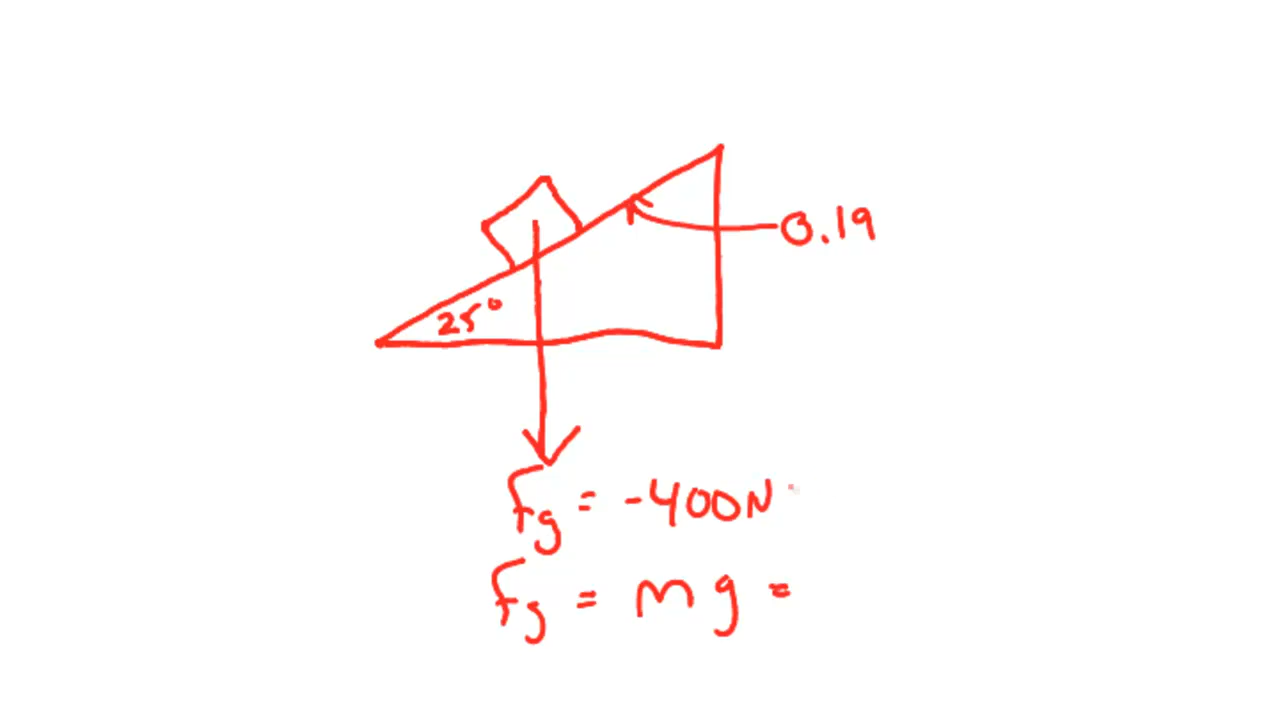 0.19
25°
Fg = -400N
Fg = mg =